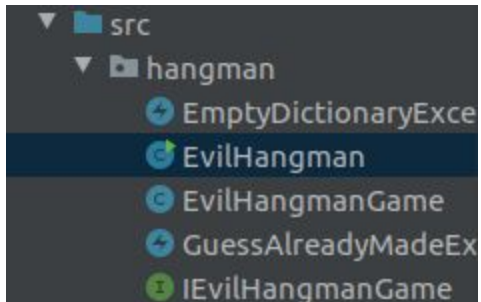 src
hangman
EmptyDictionaryExce
EvilHangman
EvilHangmanGame
GuessAlreadyMadeEx
IEvilHangmanGame